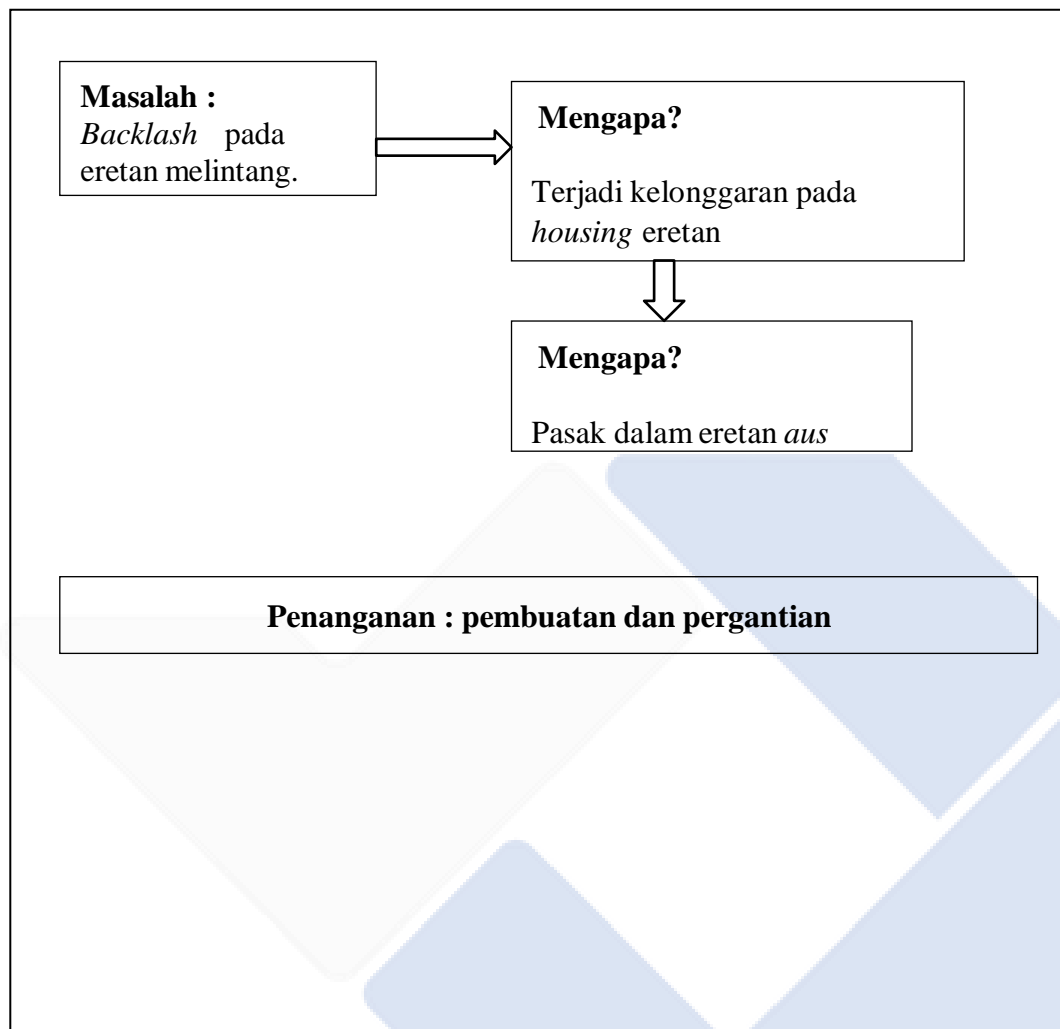 Masalah :
Backlash pada
eretan melintang.
Mengapa?
Terjadi kelonggaran pada
housing eretan
Mengapa?
Pasak dalam eretan aus
Penanganan : pembuatan dan pergantian